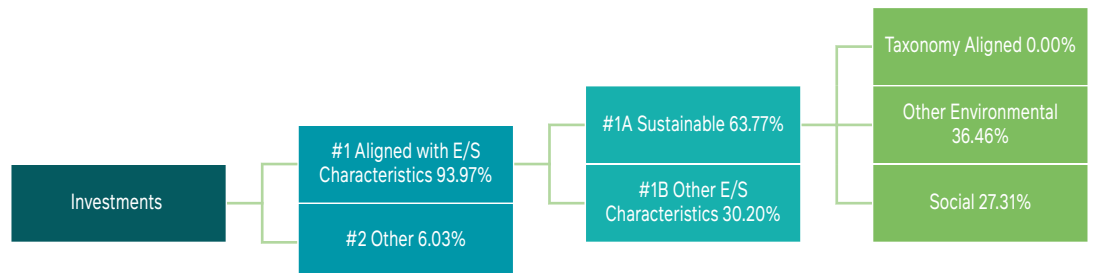 Investments
#1 Aligned with E/S
Characteristics 93.97%
#2 Other 6.03%
#1A Sustainable 63.77%
#1B Other E/S
Characteristics 30.20%
Taxonomy Aligned 0.00%
Other Environmental
36.46%
Social 27.31%